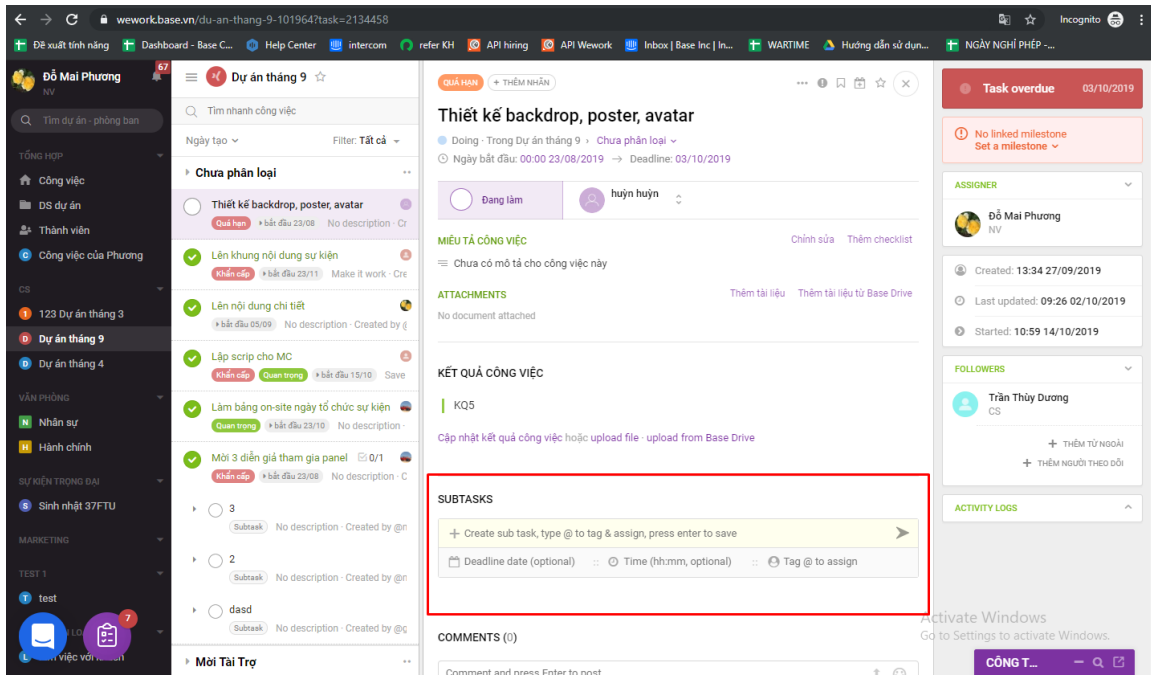 wework.base.vn/du-an-thang-9-101964?task=2134458
Incognito
Đề xuất tính năng
Dashboard - Base C...
Help Center
intercom
refer KH
API hiring
API Wework
Inbox | Base Inc | In...
WARTIME
Hướng dẫn sử dụn...
NGÀY NGHỈ PHÉP -...
Đỗ Mai Phương
NV
67
Tìm dự án - phòng ban
TỔNG HỢP
Công việc
DS dự án
Thành viên
C Công việc của Phương
CS
1 123 Dự án tháng 3
D Dự án tháng 9
D Dự án tháng 4
VĂN PHÒNG
N Nhân sự
H Hành chính
SỰ KIỆN TRỌNG ĐẠI
S Sinh nhật 37FTU
MARKETING
TEST 1
T test
7
Dự án tháng 9
Tìm nhanh công việc
Ngày tạo
Filter: Tất cả
Chưa phân loại
Thiết kế backdrop, poster, avatar
Quá hạn bắt đầu 23/08 No description · Cr
Lên khung nội dung sự kiện
Khẩn cấp bắt đầu 23/11 Make it work · Cre
Lên nội dung chi tiết
bắt đầu 05/09 No description · Created by @
Lập scrip cho MC
Khẩn cấp Quan trọng bắt đầu 15/10 Save
Làm bảng on-site ngày tổ chức sự kiện
Quan trọng bắt đầu 23/10 No description ·
Mời 3 diễn giả tham gia panel 0/1
Khẩn cấp bắt đầu 23/08 No description · C
3
Subtask No description · Created by @n
2
Subtask No description · Created by @n
dasd
Subtask No description · Created by @g
Mời Tài Trợ
QUÁ HẠN + THÊM NHÃN
Thiết kế backdrop, poster, avatar
Doing · Trong Dự án tháng 9 › Chưa phân loại
Ngày bắt đầu: 00:00 23/08/2019 → Deadline: 03/10/2019
Đang làm
huỳn huỳn
MIÊU TẢ CÔNG VIỆC
Chỉnh sửa Thêm checklist
Chưa có mô tả cho công việc này
ATTACHMENTS
Thêm tài liệu Thêm tài liệu từ Base Drive
No document attached
KẾT QUẢ CÔNG VIỆC
KQ5
Cập nhật kết quả công việc hoặc upload file · upload from Base Drive
SUBTASKS
+ Create sub task, type @ to tag & assign, press enter to save
Deadline date (optional) :: Time (hh:mm, optional) :: Tag @ to assign
COMMENTS (0)
Comment and press Enter to post
Task overdue 03/10/2019
No linked milestone
Set a milestone
ASSIGNER
Đỗ Mai Phương
NV
Created: 13:34 27/09/2019
Last updated: 09:26 02/10/2019
Started: 10:59 14/10/2019
FOLLOWERS
Trần Thùy Dương
CS
+ THÊM TỪ NGOÀI
+ THÊM NGƯỜI THEO DÕI
ACTIVITY LOGS
Activate Windows
Go to Settings to activate Windows.
CÔNG T...